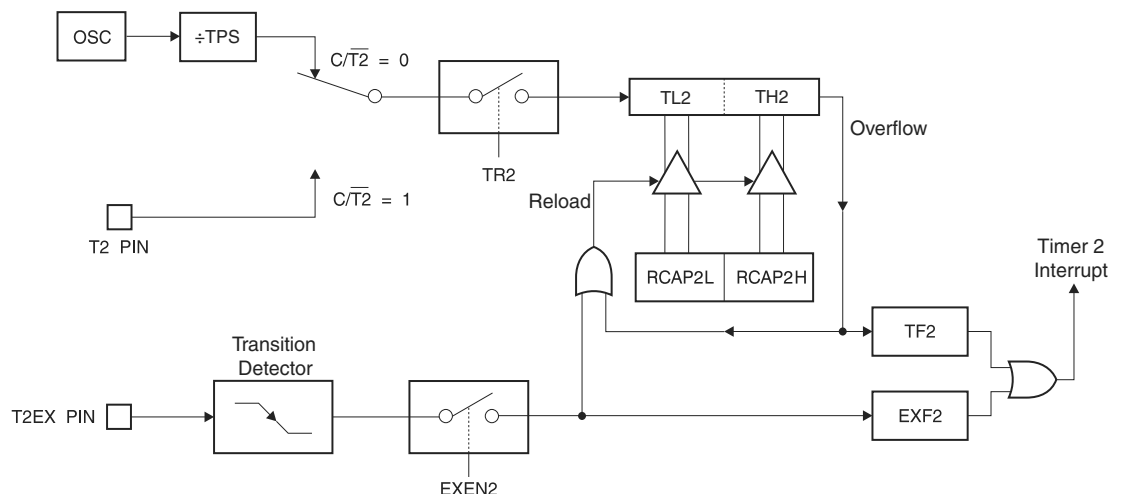 OSC
÷TPS
C/T2̅ = 0
TL2
TH2
Overflow
TR2
C/T2̅ = 1
Reload
T2 PIN
RCAP2L
RCAP2H
Timer 2
Interrupt
TF2
Transition
Detector
T2EX PIN
EXF2
EXEN2